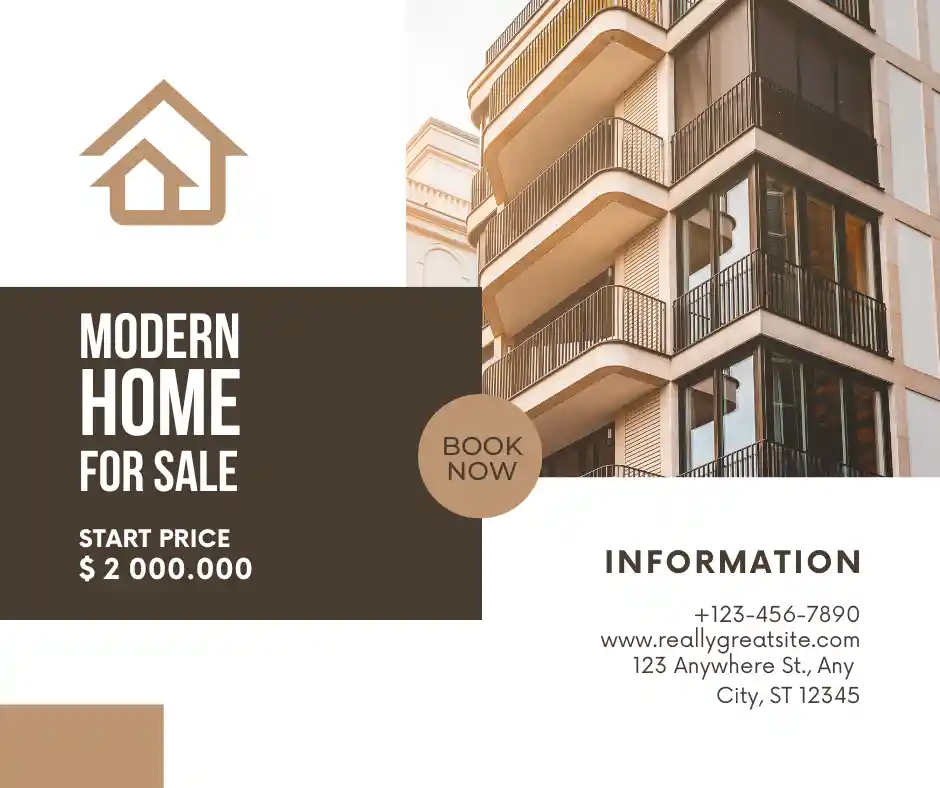 MODERN
HOME
FOR SALE
START PRICE
$ 2 000.000
BOOK
NOW
INFORMATION
+123-456-7890
www.reallygreatsite.com
123 Anywhere St., Any
City, ST 12345